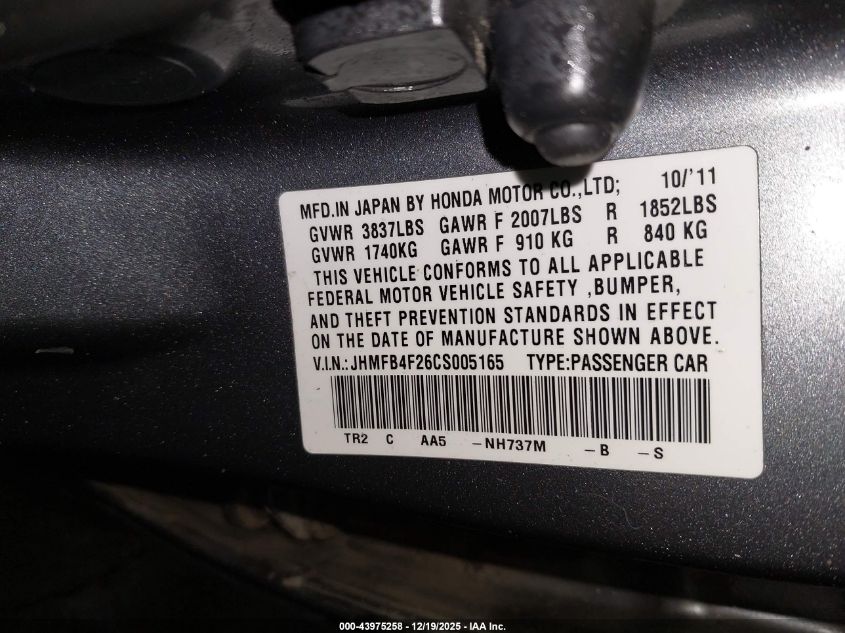 MFD.IN JAPAN BY HONDA MOTOR CO.,LTD; 10/'11
GVWR 3837LBS GAWR F 2007LBS R 1852LBS
GVWR 1740KG GAWR F 910 KG R 840 KG
THIS VEHICLE CONFORMS TO ALL APPLICABLE
FEDERAL MOTOR VEHICLE SAFETY ,BUMPER,
AND THEFT PREVENTION STANDARDS IN EFFECT
ON THE DATE OF MANUFACTURE SHOWN ABOVE.
V.I.N.:JHMFB4F26CS005165 TYPE:PASSENGER CAR
TR2 C AA5 -NH737M -B -S
000-43975258 - 12/19/2025 - IAA Inc.